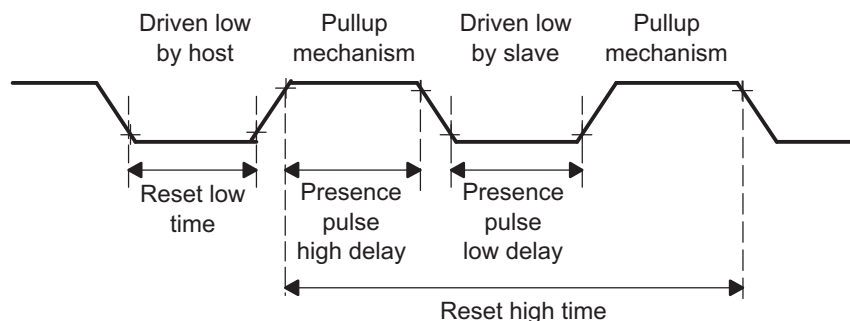 Driven low
by host
Pullup
mechanism
Driven low
by slave
Pullup
mechanism
Reset low
time
Presence
pulse
high delay
Presence
pulse
low delay
Reset high time